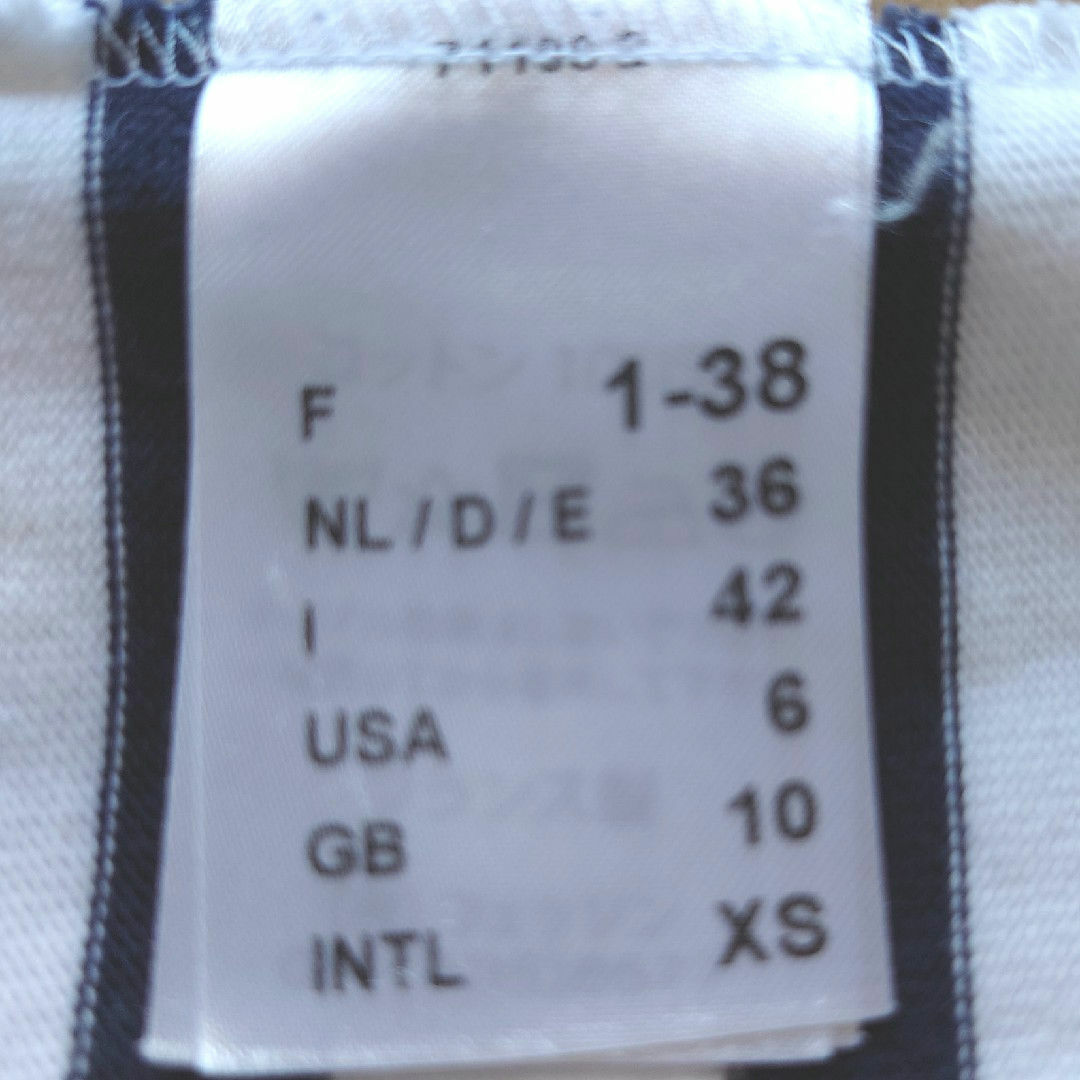 F 1-38
NL / D / E 36
I 42
USA 6
GB 10
INTL XS